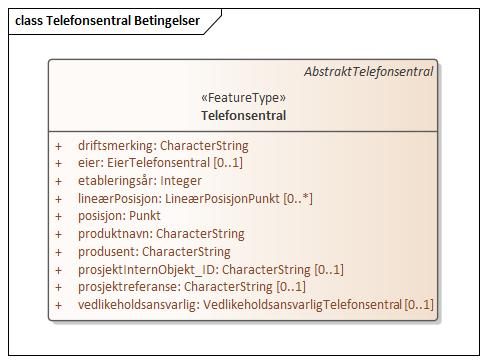 class Telefonsentral Betingelser
AbstraktTelefonsentral
«FeatureType»
Telefonsentral
+ driftsmerking: CharacterString
+ eier: EierTelefonsentral [0..1]
+ etableringsår: Integer
+ lineærPosisjon: LineærPosisjonPunkt [0..*]
+ posisjon: Punkt
+ produktnavn: CharacterString
+ produsent: CharacterString
+ prosjektInternObjekt_ID: CharacterString [0..1]
+ prosjektreferanse: CharacterString [0..1]
+ vedlikeholdsansvarlig: VedlikeholdsansvarligTelefonsentral [0..1]